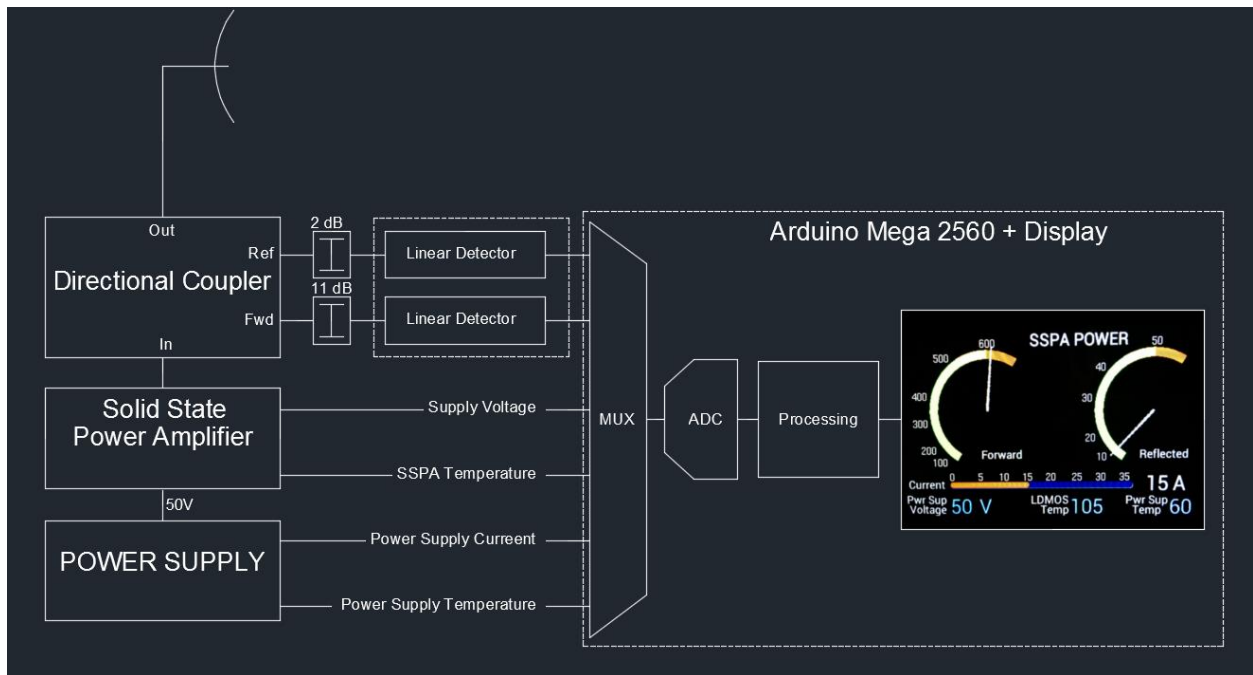 Out
Ref
Directional Coupler
Fwd
In
2 dB
11 dB
Linear Detector
Linear Detector
Solid State
Power Amplifier
50V
POWER SUPPLY
Supply Voltage
SSPA Temperature
Power Supply Curreent
Power Supply Temperature
Arduino Mega 2560 + Display
MUX
ADC
Processing
SSPA POWER
100
200
300
400
500
600
Forward
10
20
30
40
50
Reflected
0 5 10 15 20 25 30 35
Current
15 A
Pwr Sup
Voltage
50 V
LDMOS
Temp
105
Pwr Sup
Temp
60